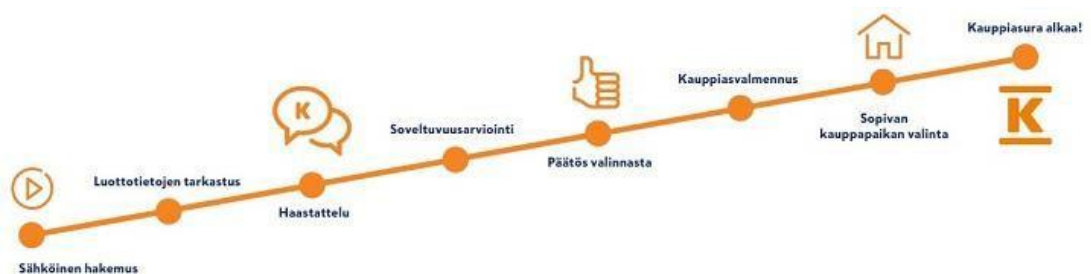 Sähköinen hakemus
Luottotietojen tarkastus
K
Haastattelu
Soveltuvuusarviointi
Päätös valinnasta
Kauppiasvalmennus
Sopivan
kauppapaikan valinta
Kauppiasura alkaa!
K